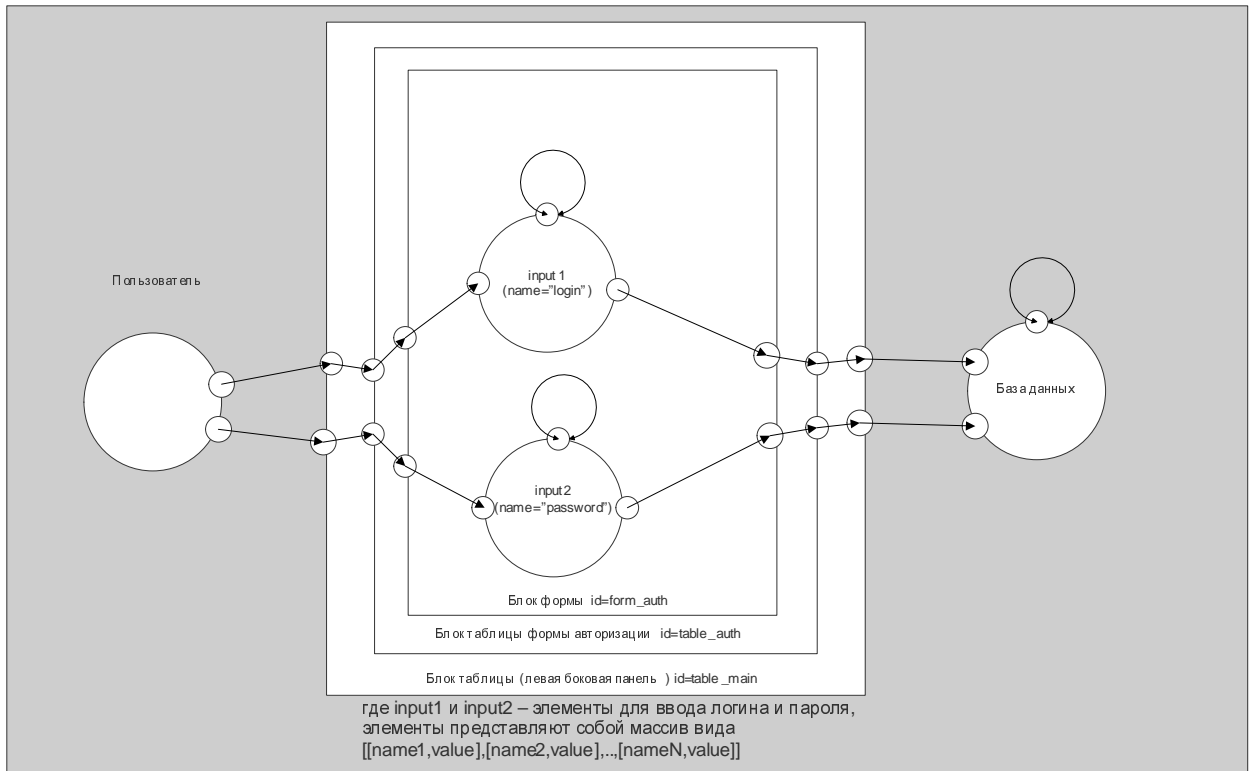 Пользователь
input 1
(name=”login”)
База данных
input2
(name=”password”)
Блок формы id=form_auth
Блок таблицы формы авторизации id=table_auth
Блок таблицы (левая боковая панель ) id=table_main
где input1 и input2 – элементы для ввода логина и пароля,
элементы представляют собой массив вида
[[name1,value],[name2,value],..,[nameN,value]]